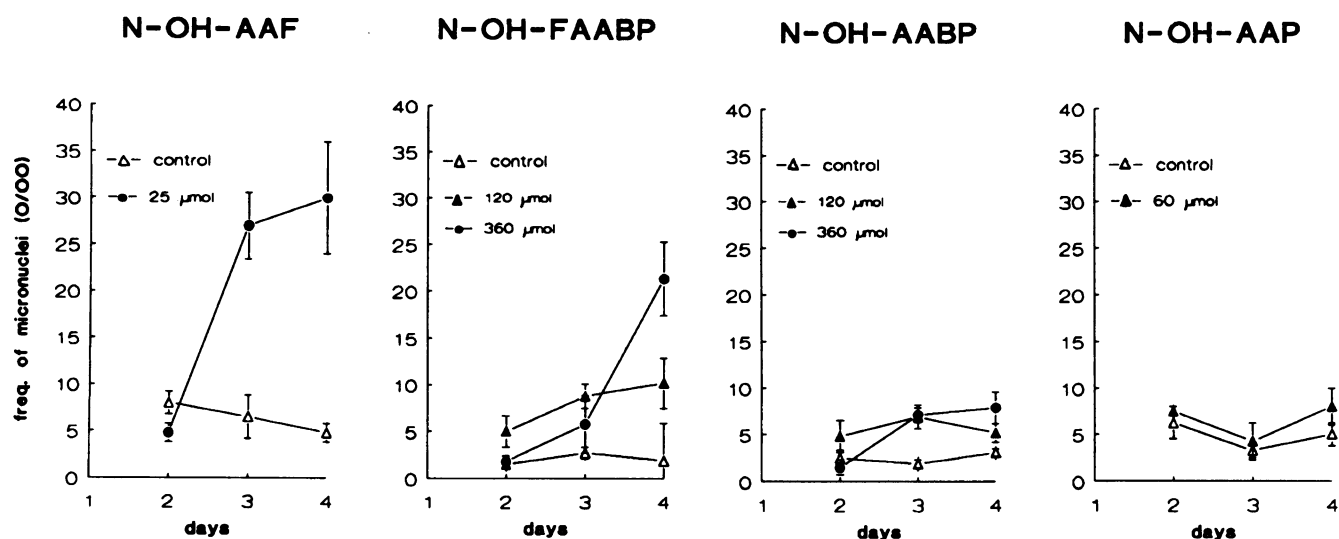 N-OH-AAF
N-OH-FAABP
N-OH-AABP
N-OH-AAP
freq. of micronuclei (O/OO)
40
35
30
25
20
15
10
5
0
control
25 µmol
1 2 3 4
days
40
35
30
25
20
15
10
5
0
control
120 µmol
360 µmol
1 2 3 4
days
40
35
30
25
20
15
10
5
0
control
120 µmol
360 µmol
1 2 3 4
days
40
35
30
25
20
15
10
5
0
control
60 µmol
1 2 3 4
days